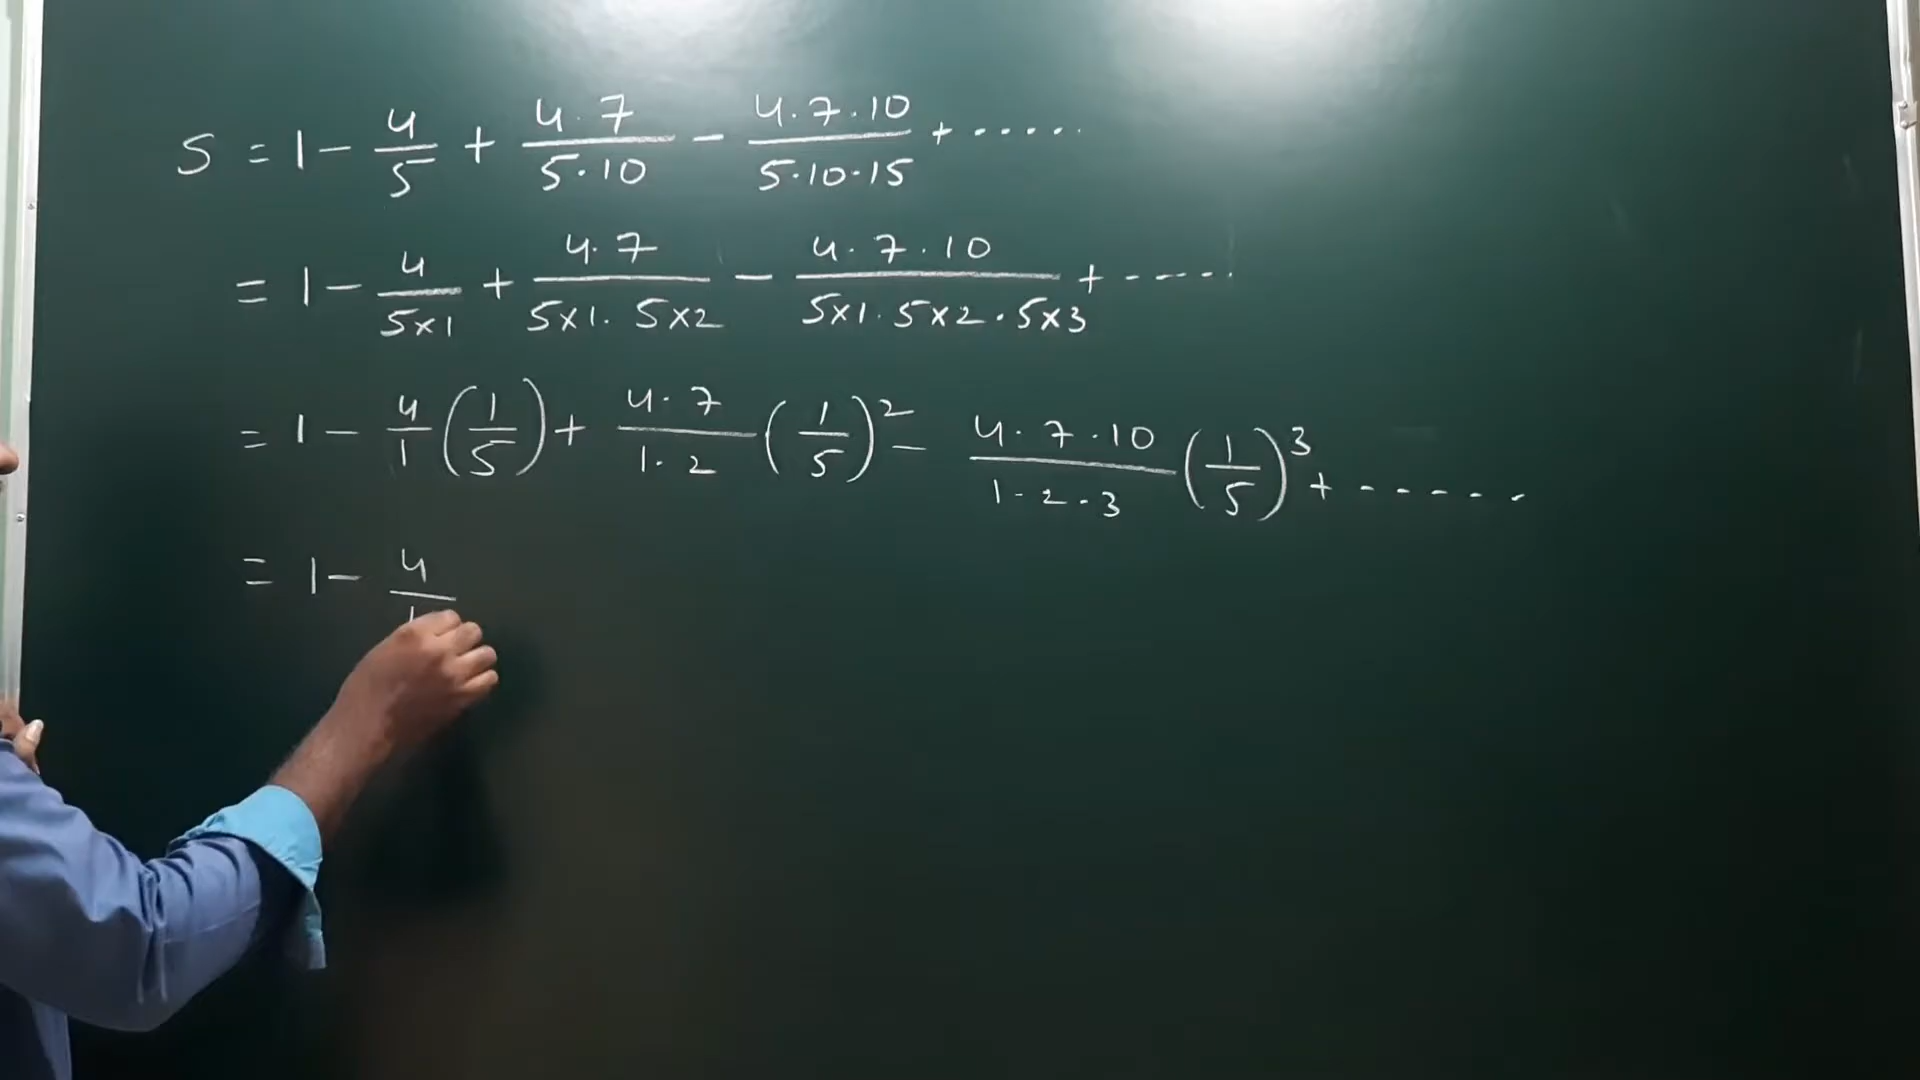 S = 1 - 4/5 + 4·7/5·10 - 4·7·10/5·10·15 + .....
= 1 - 4/5×1 + 4·7/5×1·5×2 - 4·7·10/5×1·5×2·5×3 + -----
= 1 - 4/1 (1/5) + 4·7/1·2 (1/5)² - 4·7·10/1·2·3 (1/5)³ + ------
= 1 - 4/1